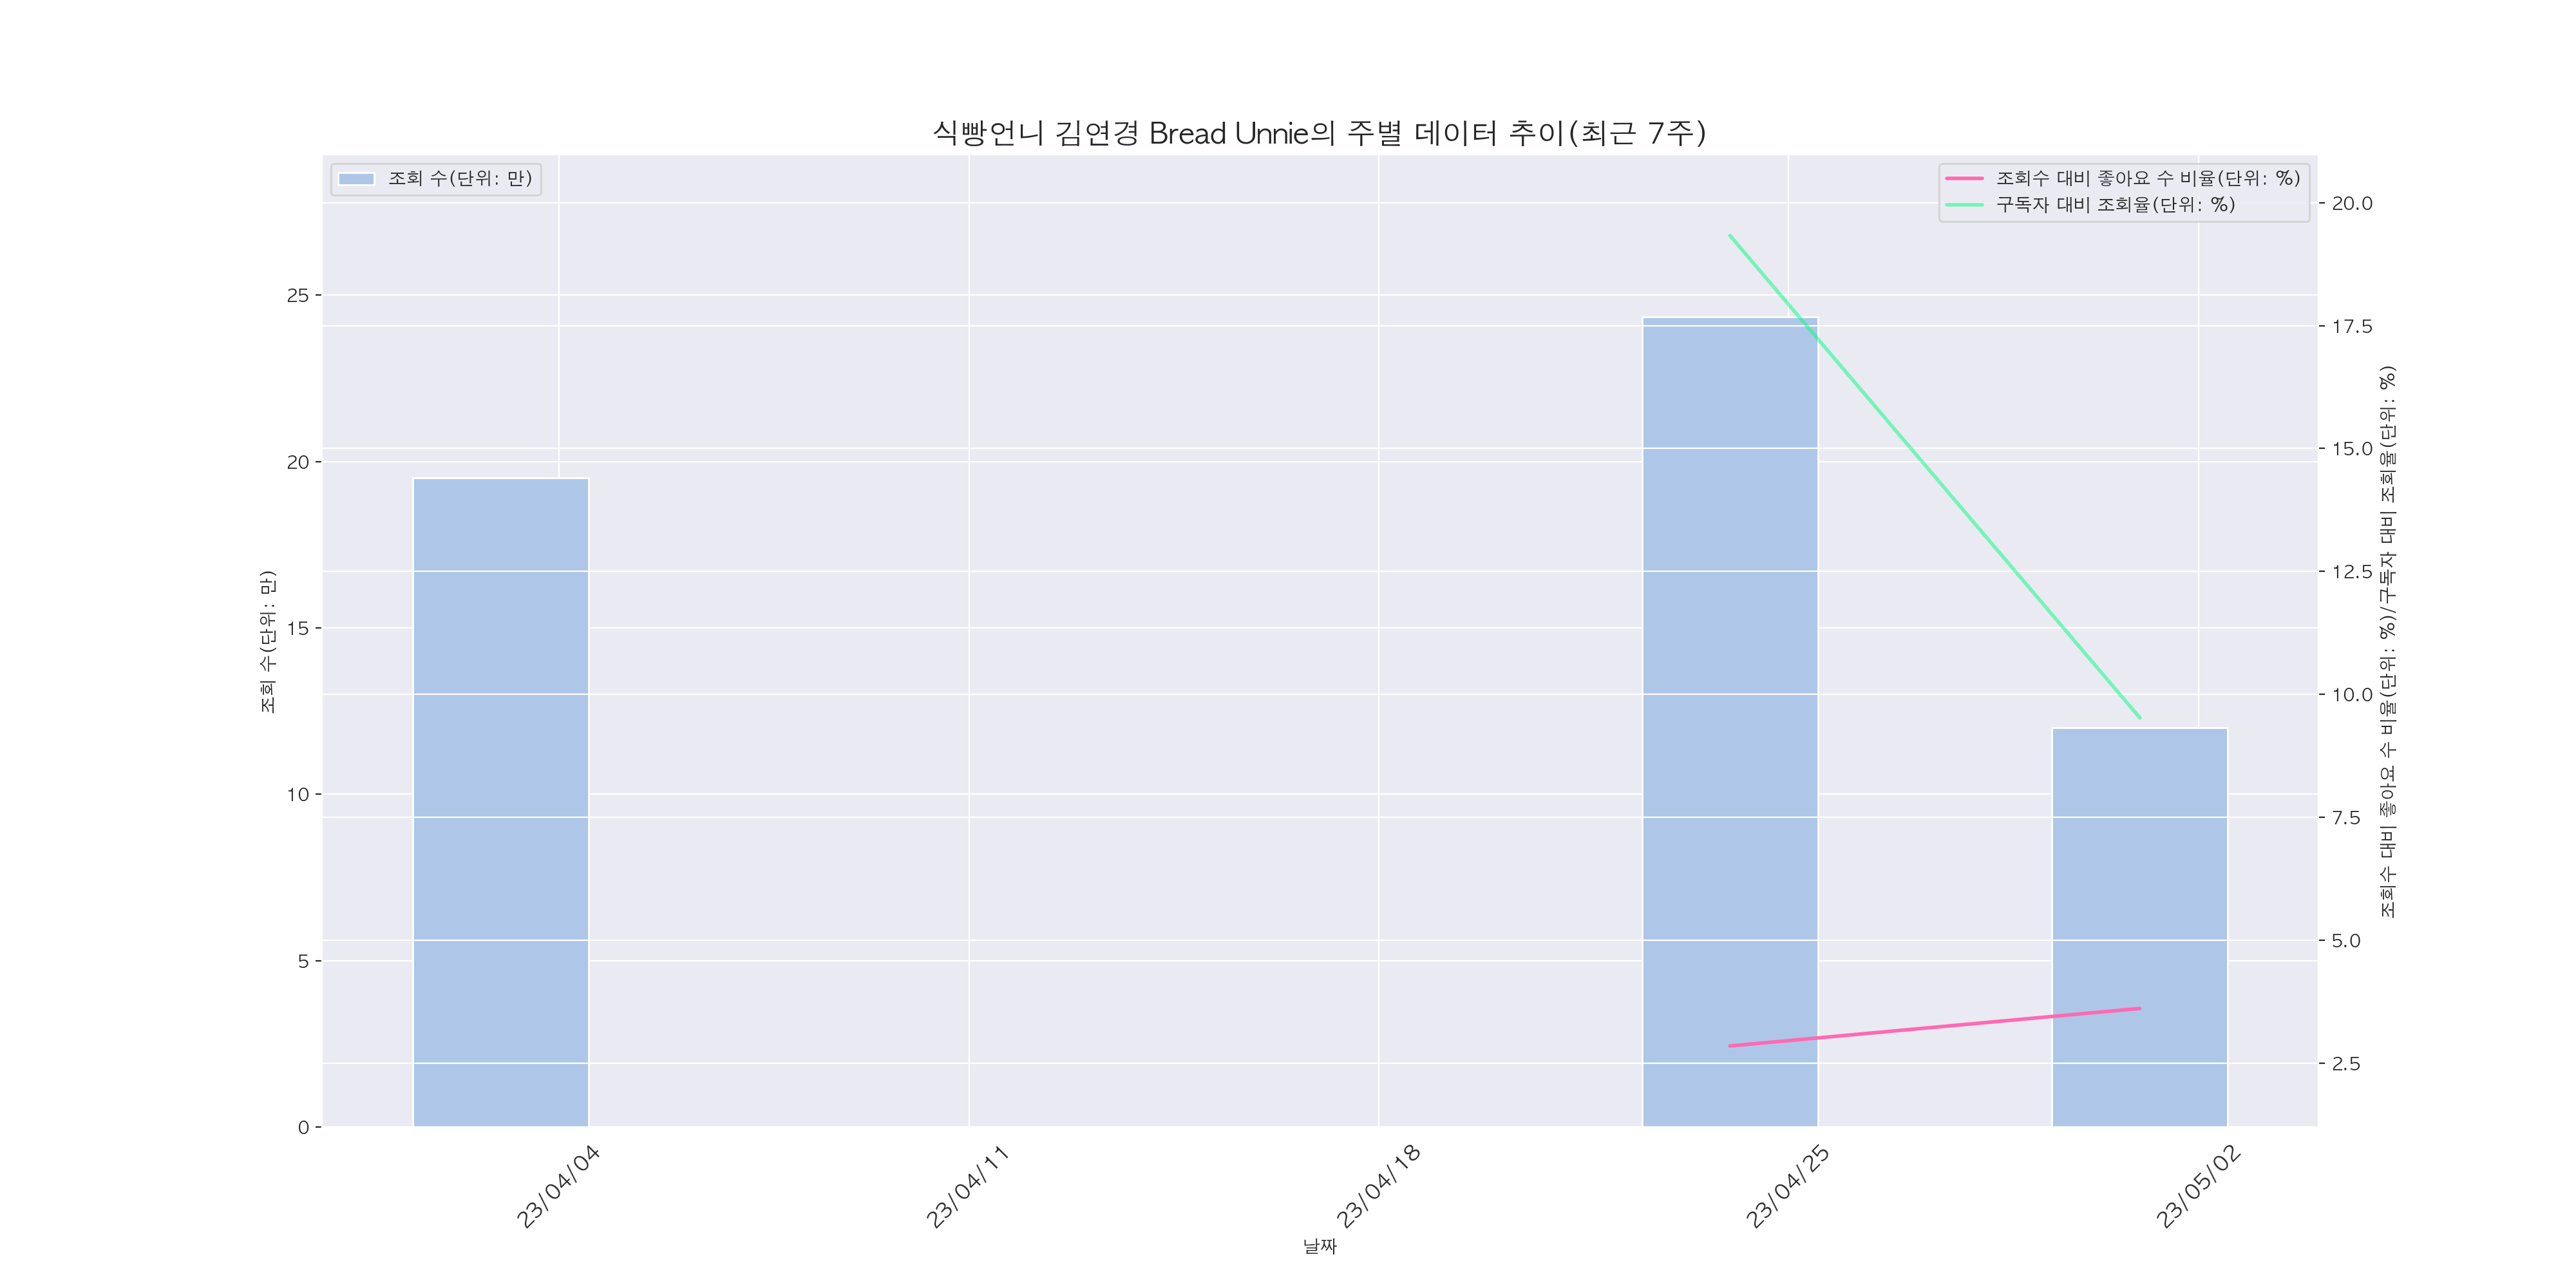 식빵언니 김연경 Bread Unnie의 주별 데이터 추이(최근 7주)
조회 수(단위: 만)
조회수 대비 좋아요 수 비율(단위: %)
구독자 대비 조회율(단위: %)
조회 수(단위: 만)
25
20
15
10
5
0
20.0
17.5
15.0
12.5
10.0
7.5
5.0
2.5
조회수 대비 좋아요 수 비율(단위: %)/구독자 대비 조회율(단위: %)
23/04/04
23/04/11
23/04/18
23/04/25
23/05/02
날짜